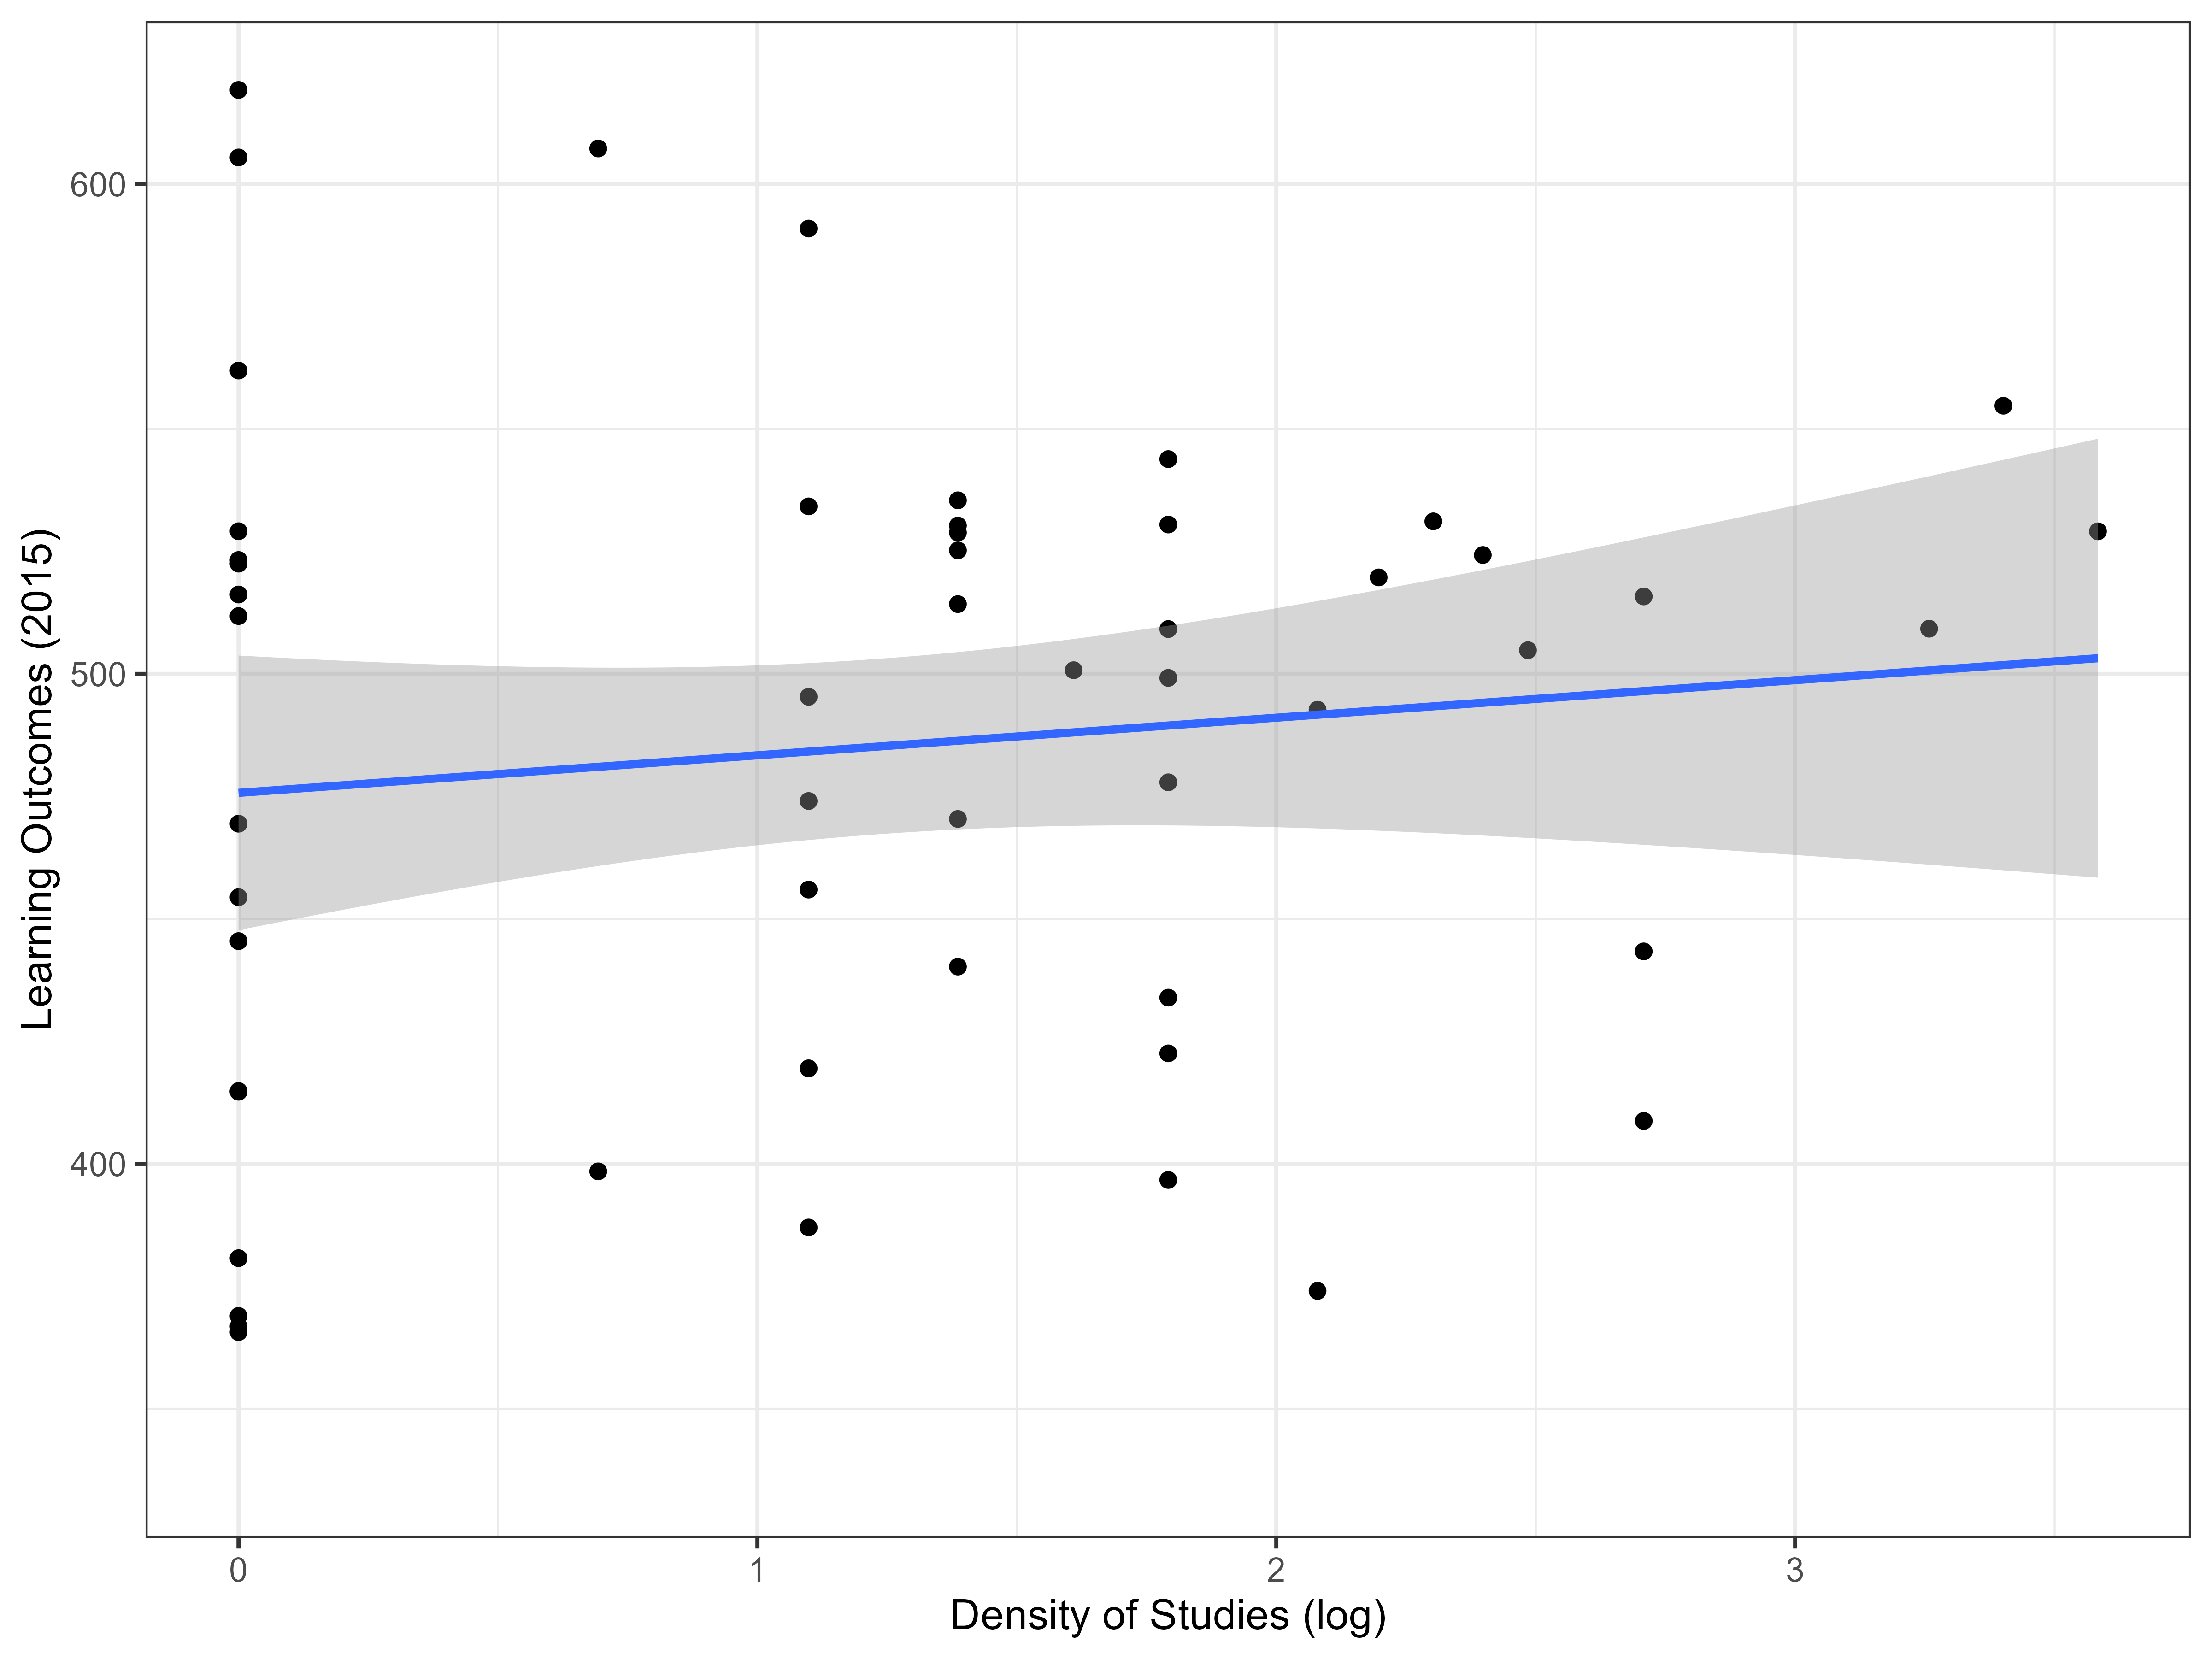 Learning Outcomes (2015)
600
500
400
0 1 2 3
Density of Studies (log)